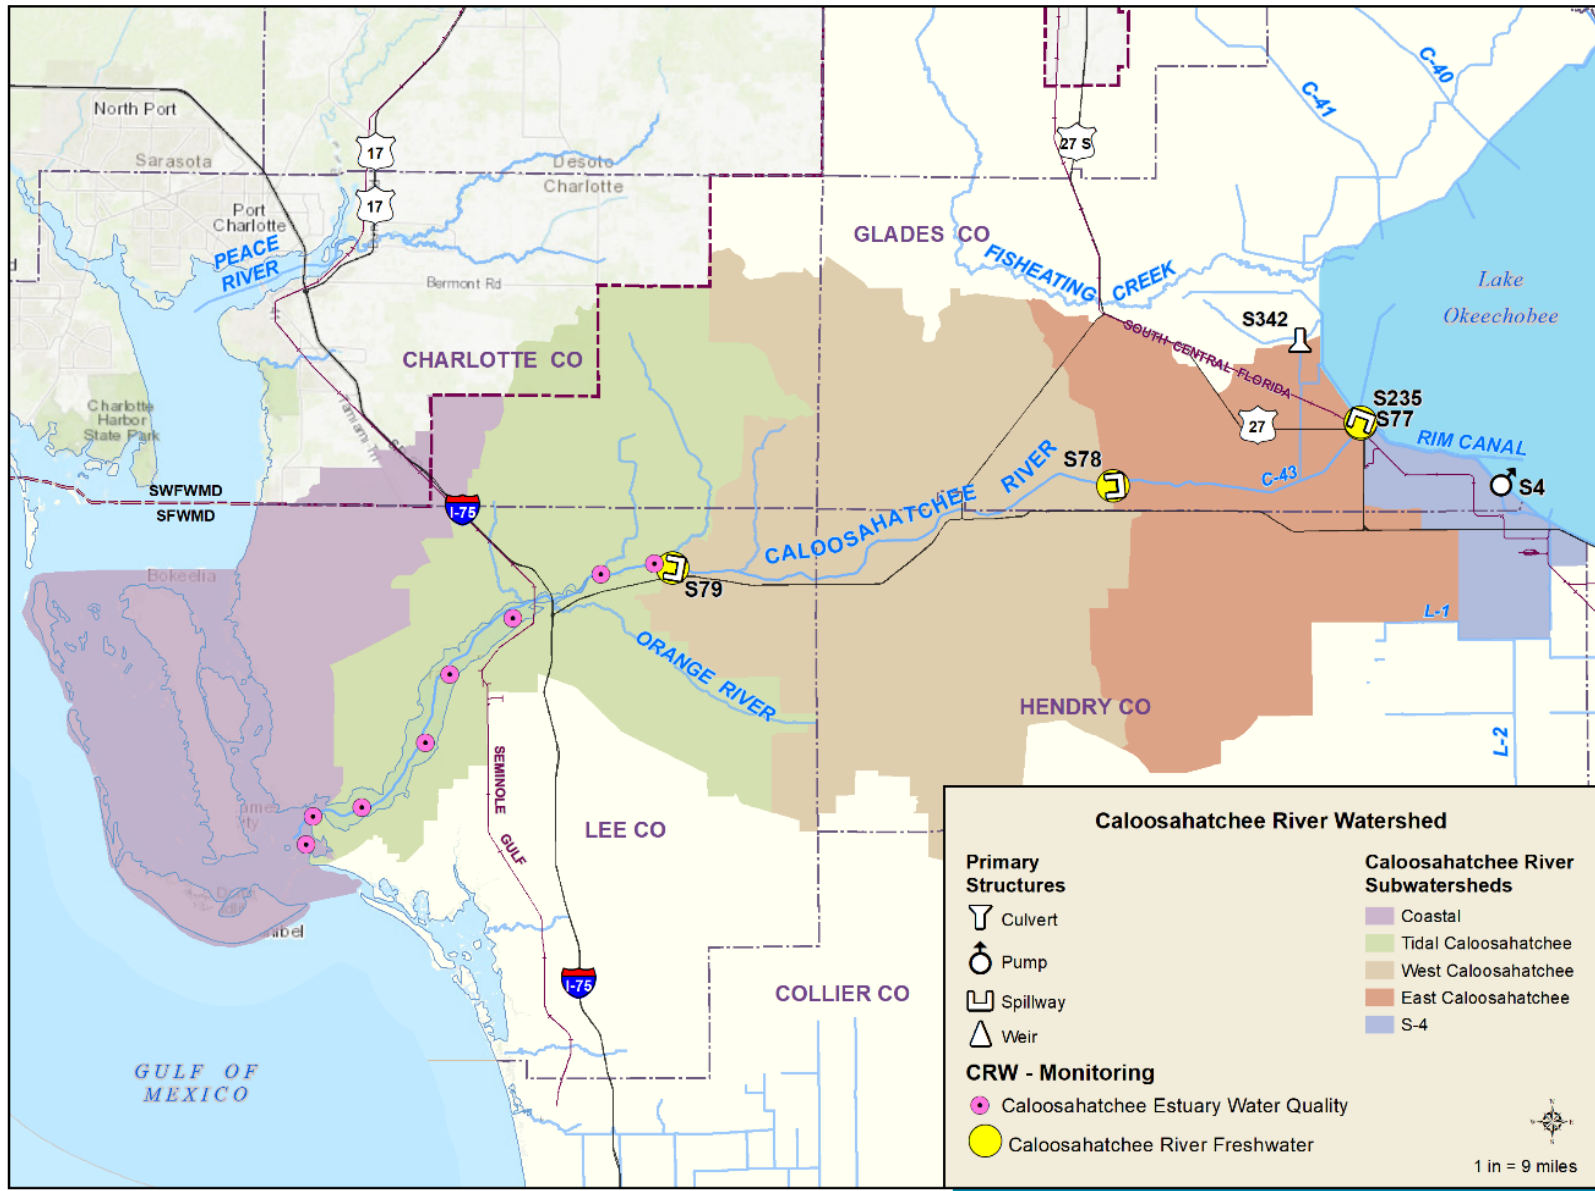 North Port
Sarasota
17
17
Desoto
Charlotte
Port
Charlotte
PEACE
RIVER
Bermont Rd
27 S
C-41
C-40
GLADES CO
FISHEATING CREEK
Lake
Okeechobee
S342
SOUTH CENTRAL FLORIDA
CHARLOTTE CO
Charlotte
Harbor
State Park
Tamiami Trl
S235
S77
27
RIM CANAL
S78
C-43
S4
SWFWMD
SFWMD
I-75
CALOOSAHATCHEE RIVER
Bokeelia
S79
L-1
ORANGE RIVER
HENDRY CO
L-2
SEMINOLE GULF
LEE CO
I-75
COLLIER CO
GULF OF
MEXICO
Caloosahatchee River Watershed
Primary
Structures
Culvert
Pump
Spillway
Weir
Caloosahatchee River
Subwatersheds
Coastal
Tidal Caloosahatchee
West Caloosahatchee
East Caloosahatchee
S-4
CRW - Monitoring
Caloosahatchee Estuary Water Quality
Caloosahatchee River Freshwater
N
W E
S
1 in = 9 miles